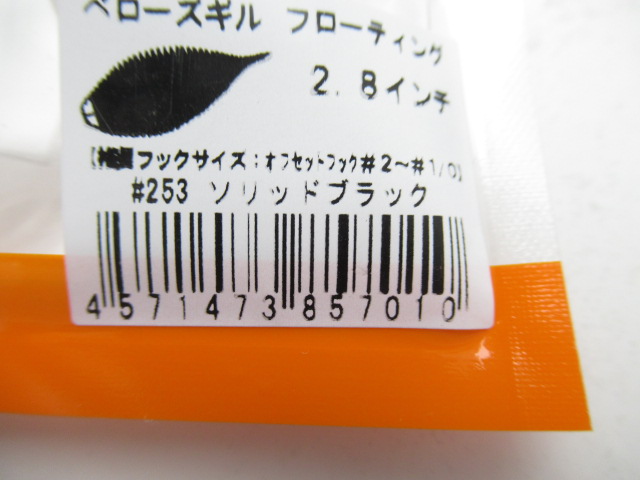 ベローズギル フローティング
2.8インチ
フックサイズ:オフセットフック#2〜#1/0】
#253 ソリッドブラック
4571473857010